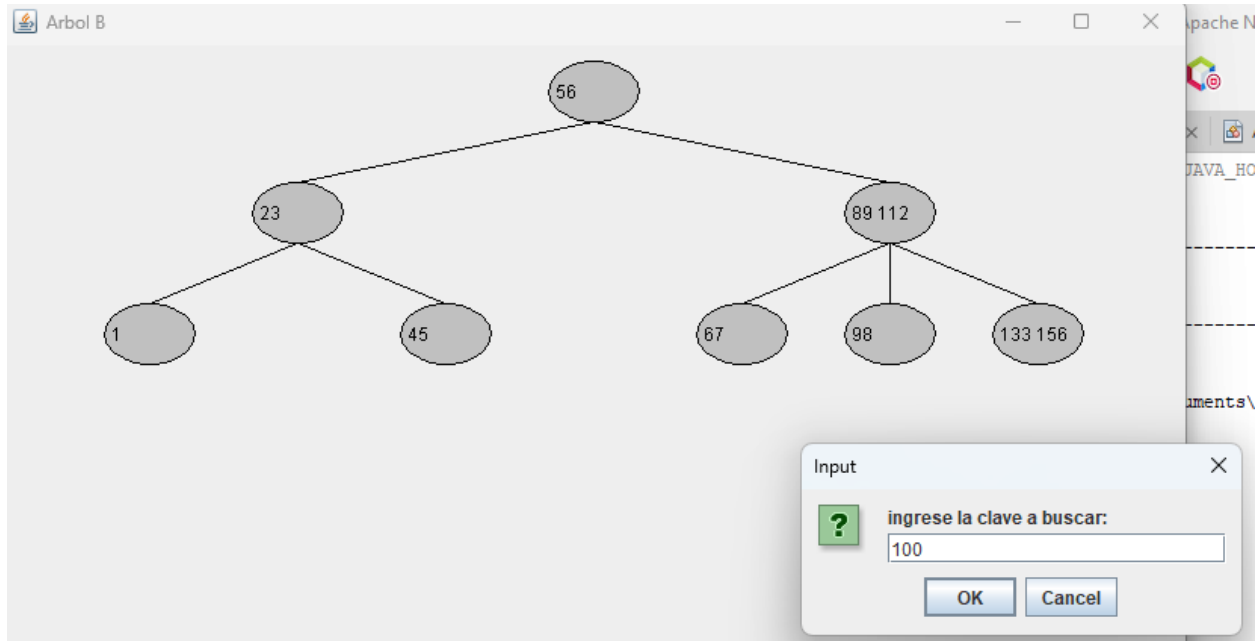 Arbol B
pache N
56
JAVA_HO
23
89 112
1
45
67
98
133 156
uments\
Input
ingrese la clave a buscar:
100
OK
Cancel